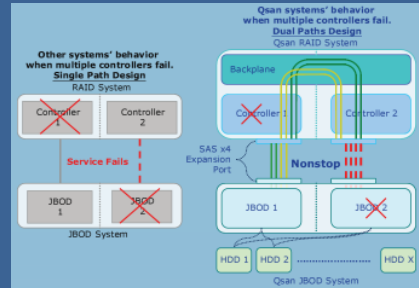 Other systems' behavior
when multiple controllers fail.
Single Path Design
RAID System
Controller
1
Controller
2
Service Fails
JBOD
1
JBOD
2
JBOD System
Qsan systems' behavior
when multiple controllers fail.
Dual Paths Design
Qsan RAID System
Backplane
Controller 1
Controller 2
SAS x4
Expansion
Port
Nonstop
JBOD 1
JBOD 2
HDD 1
HDD 2
HDD X
Qsan JBOD System